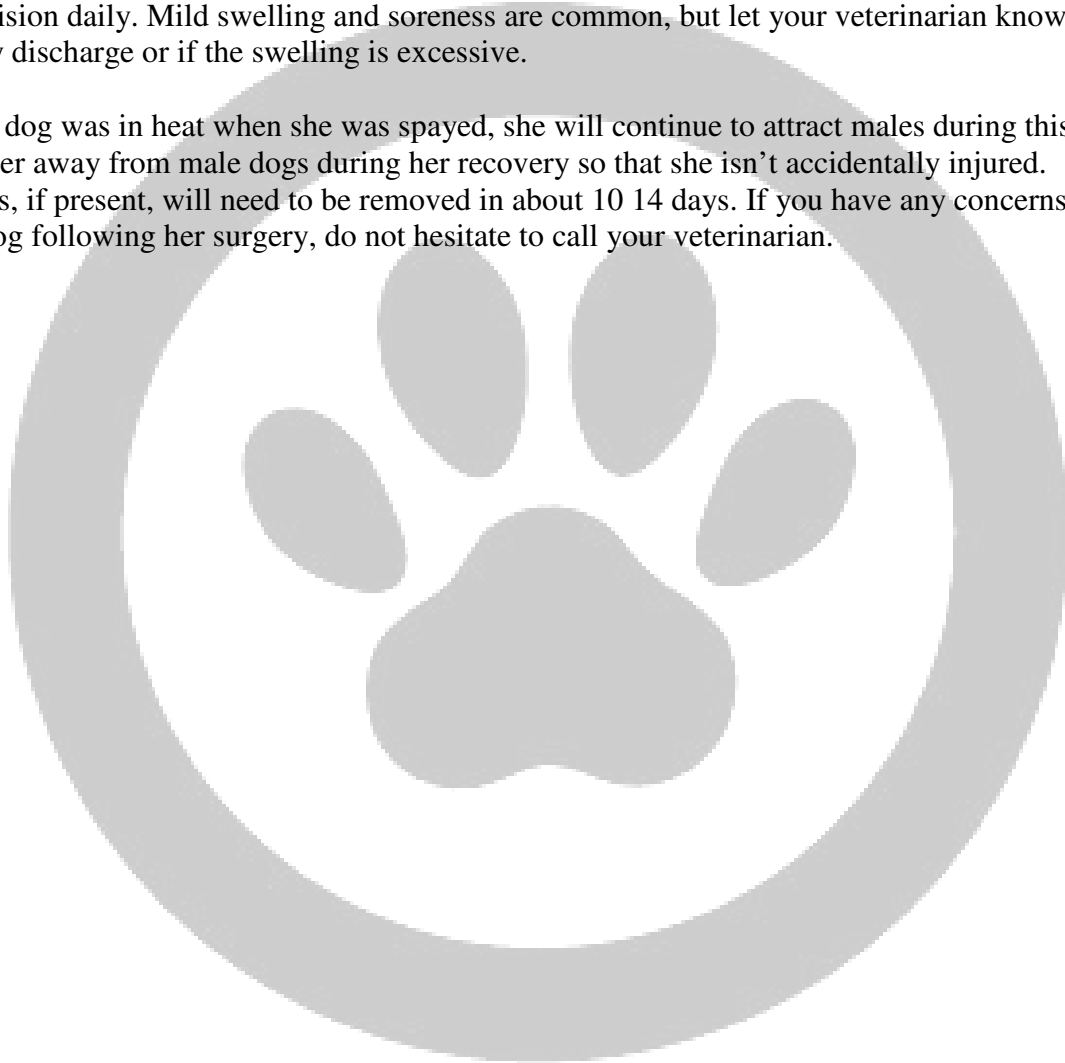 ision daily. Mild swelling and soreness are common, but let your veterinarian know
discharge or if the swelling is excessive.
dog was in heat when she was spayed, she will continue to attract males during this
er away from male dogs during her recovery so that she isn’t accidentally injured.
s, if present, will need to be removed in about 10 14 days. If you have any concerns
og following her surgery, do not hesitate to call your veterinarian.